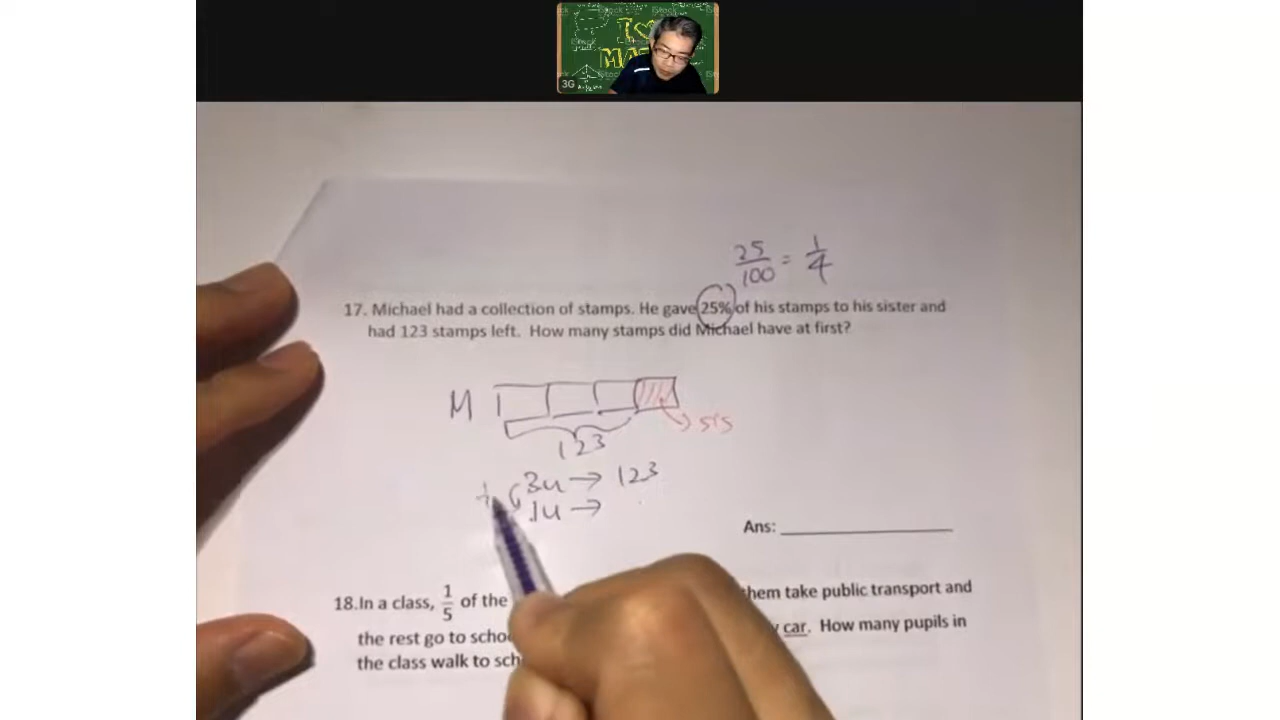 I
MA
3G
25/100 = 1/4
17. Michael had a collection of stamps. He gave 25% of his stamps to his sister and
had 123 stamps left. How many stamps did Michael have at first?
M
sis
123
3u → 123
1u →
Ans:
18.In a class, 1/5 of the
them take public transport and
the rest go to schoo
car. How many pupils in
the class walk to sch